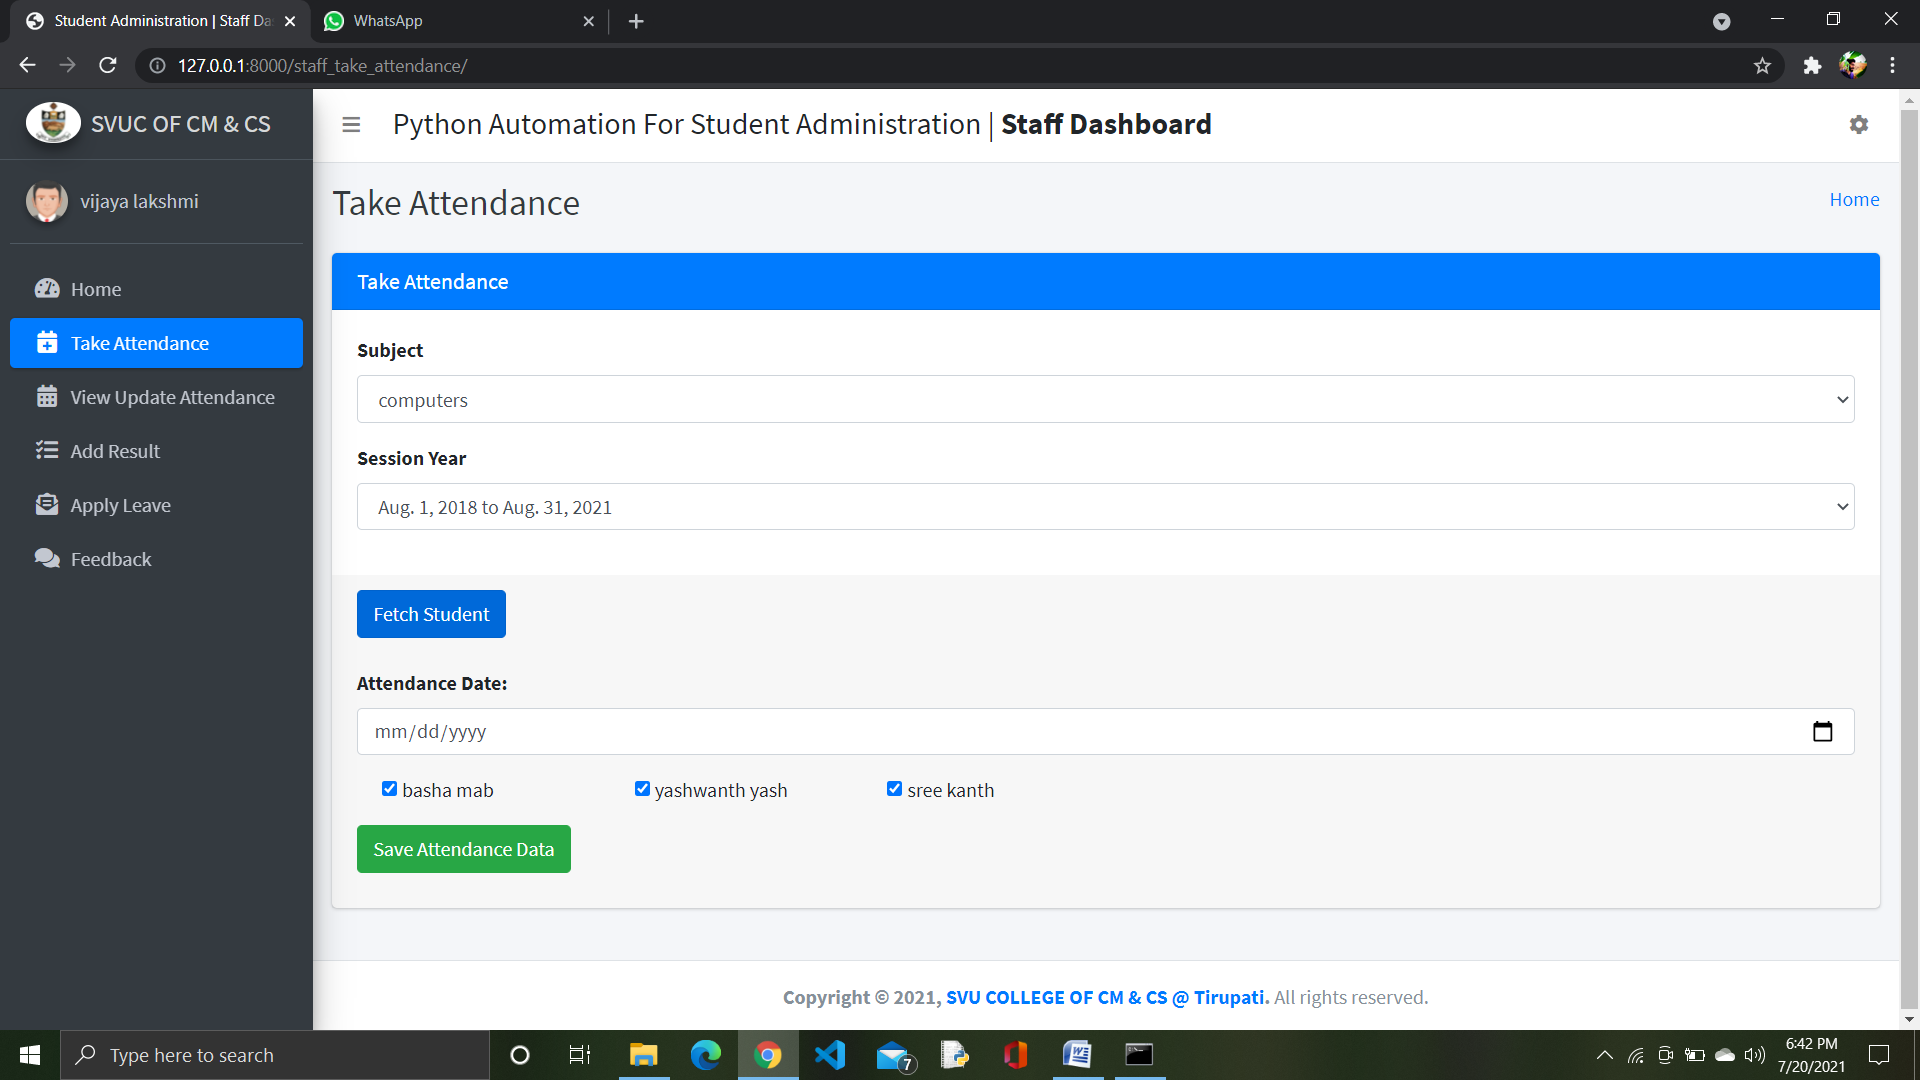 Student Administration | Staff Da
WhatsApp
127.0.0.1:8000/staff_take_attendance/
SVUC OF CM & CS
Python Automation For Student Administration | Staff Dashboard
vijaya lakshmi
Take Attendance
Home
Home
Take Attendance
View Update Attendance
Add Result
Apply Leave
Feedback
Take Attendance
Subject
computers
Session Year
Aug. 1, 2018 to Aug. 31, 2021
Fetch Student
Attendance Date:
mm/dd/yyyy
basha mab
yashwanth yash
sree kanth
Save Attendance Data
Copyright © 2021, SVU COLLEGE OF CM & CS @ Tirupati. All rights reserved.
Type here to search
7
6:42 PM
7/20/2021